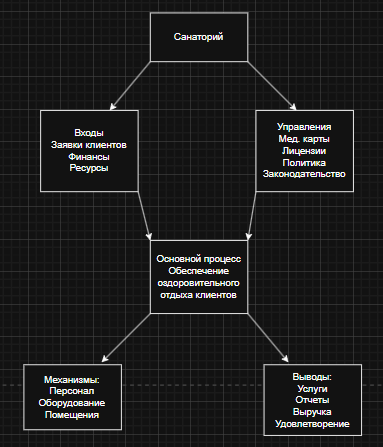 Санаторий
Входы
Заявки клиентов
Финансы
Ресурсы
Управления
Мед. карты
Лицензии
Политика
Законодательство
Основной процесс
Обеспечение
оздоровительного
отдыха клиентов
Механизмы:
Персонал
Оборудование
Помещения
Выводы:
Услуги
Отчеты
Выручка
Удовлетворение